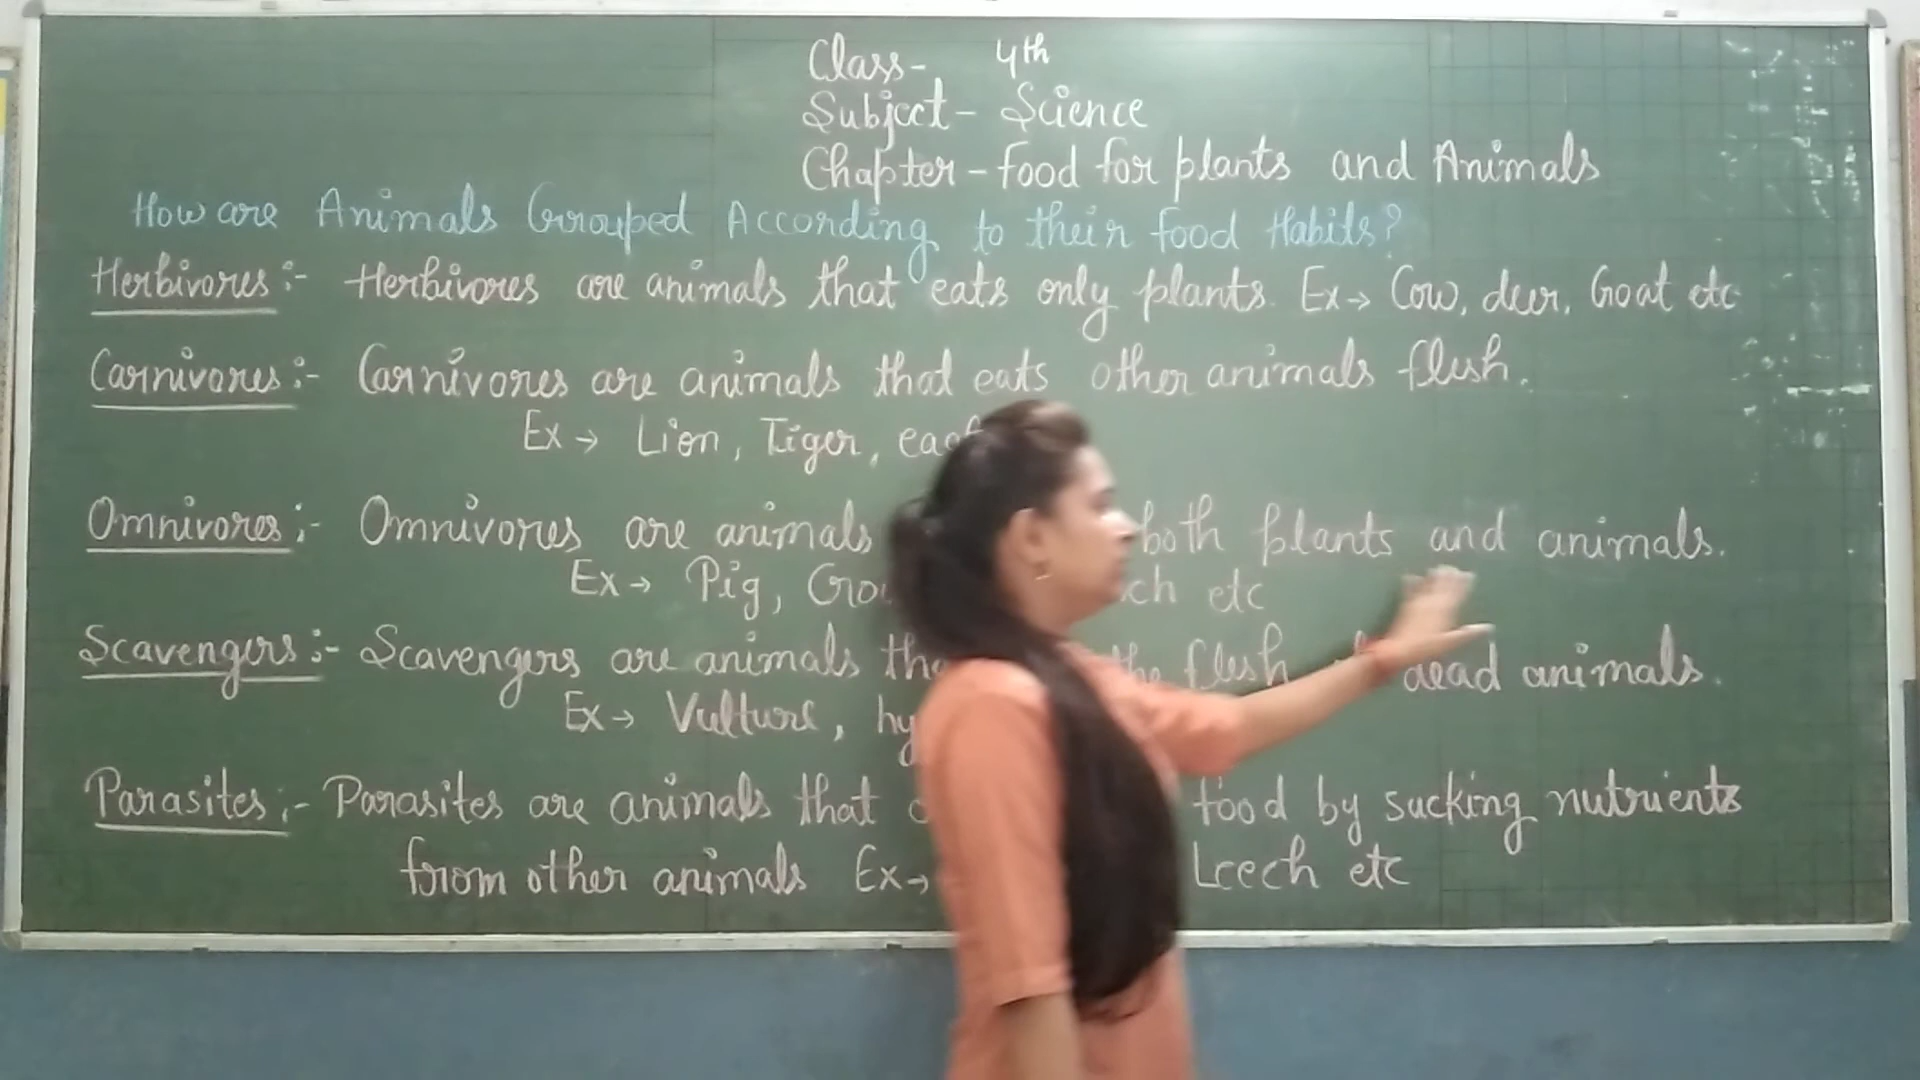 Class- 4th
Subject- Science
Chapter- food for plants and Animals
How are Animals Grouped According to their food Habits?
Herbivores:- Herbivores are animals that eats only plants. Ex→ Cow, deer, Goat etc
Carnivores:- Carnivores are animals that eats other animals flesh.
Ex→ Lion, Tiger,
Omnivores:- Omnivores are animals both plants and animals.
Ex→ Pig, etc
Scavengers:- Scavengers are animals the flesh dead animals.
Ex→ Vulture,
Parasites:- Parasites are animals that food by sucking nutrients
from other animals Ex→ Leech etc